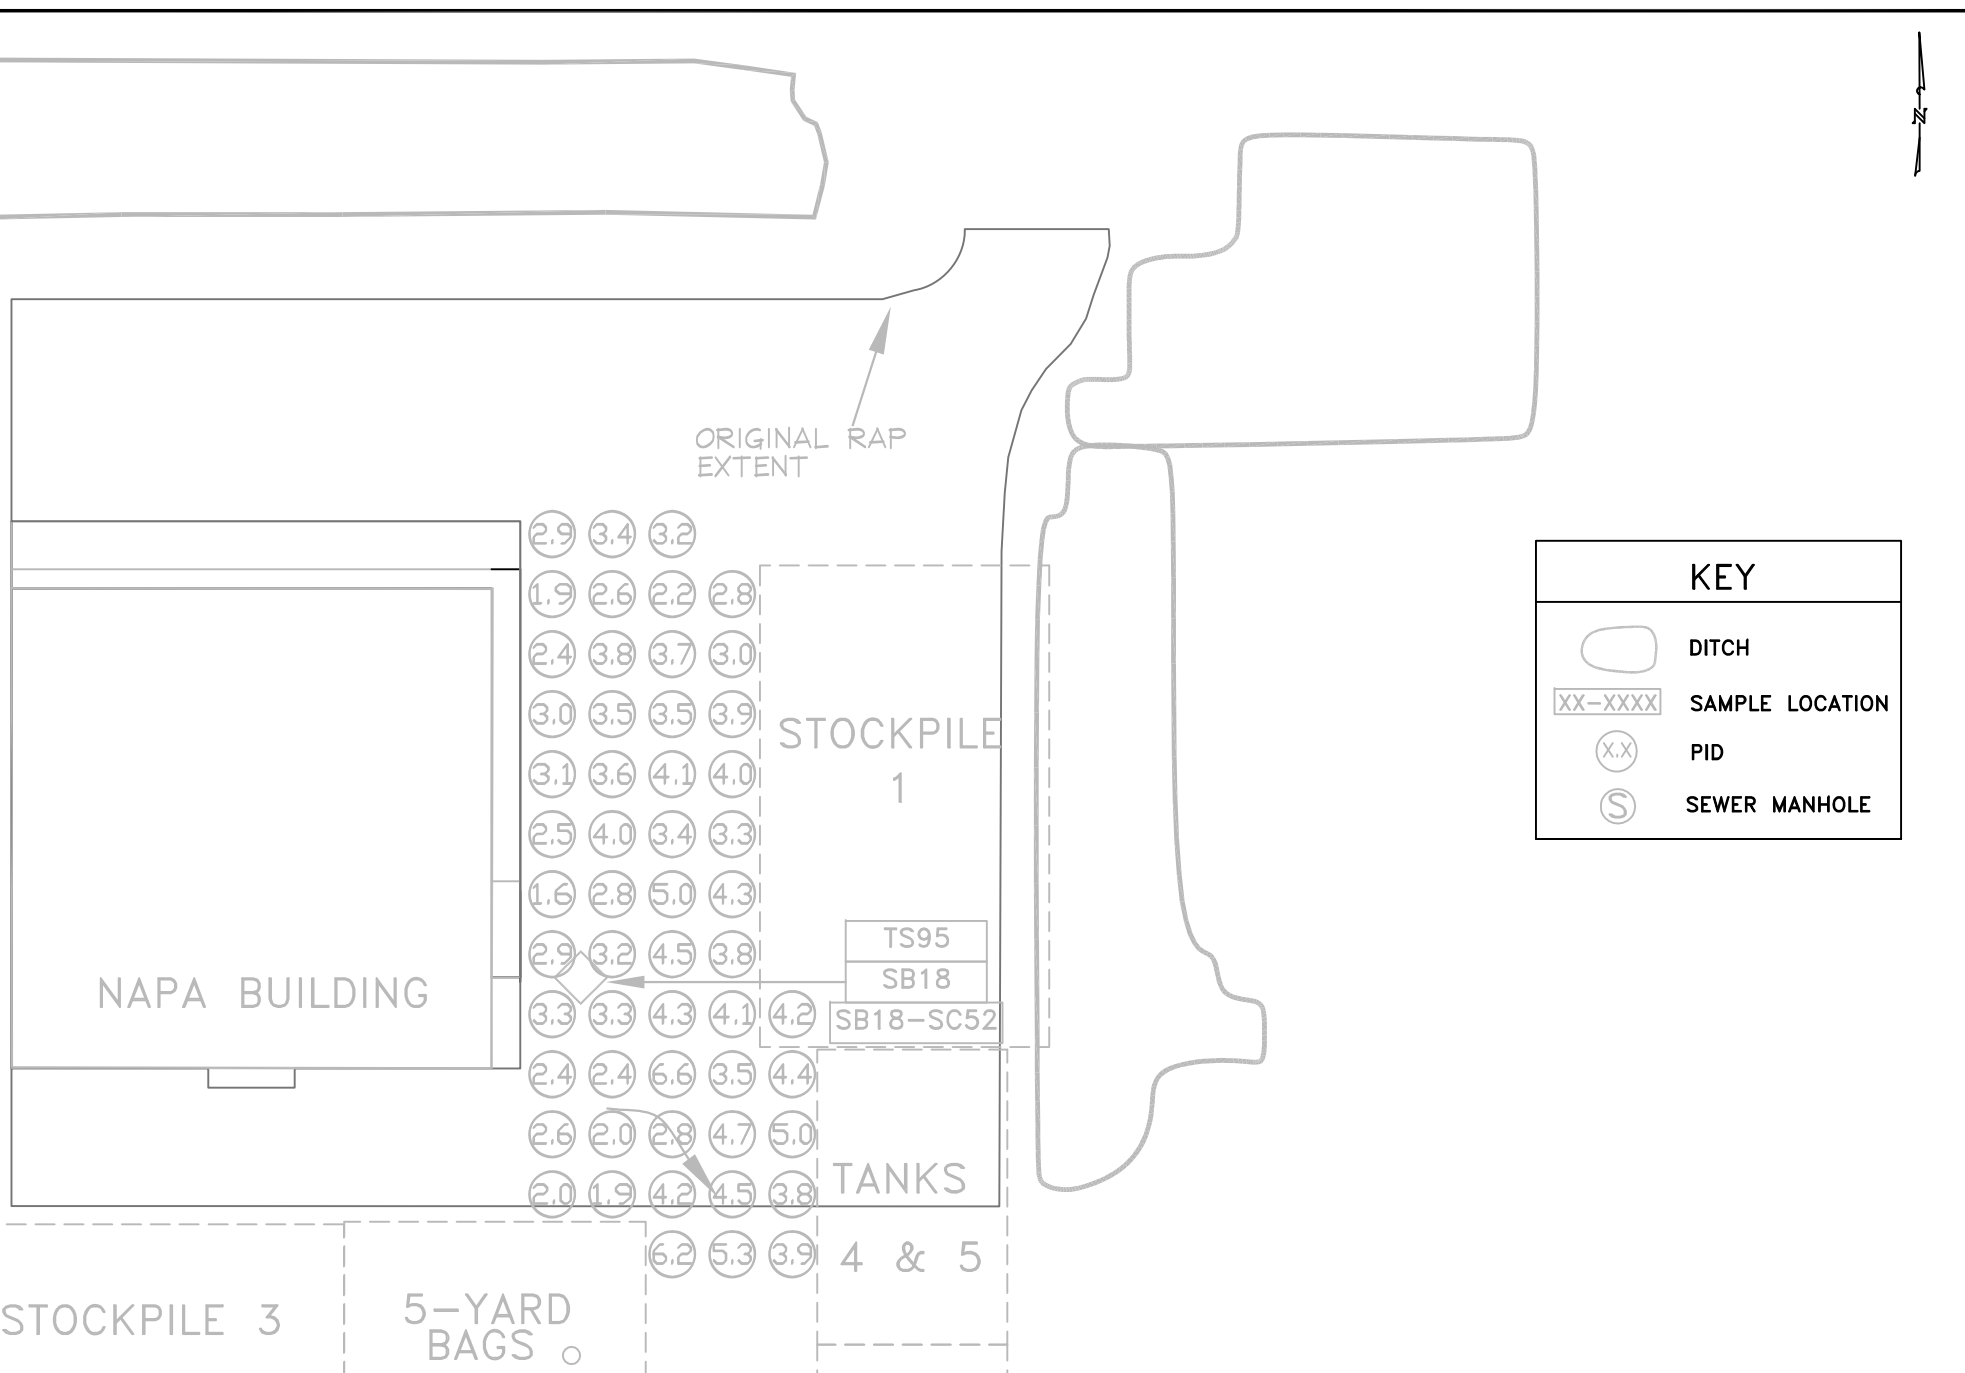 N
ORIGINAL RAP
EXTENT
2.9 3.4 3.2
1.9 2.6 2.2 2.8
2.4 3.8 3.7 3.0
3.0 3.5 3.5 3.9
STOCKPILE
1
3.1 3.6 4.1 4.0
2.5 4.0 3.4 3.3
1.6 2.8 5.0 4.3
2.9 3.2 4.5 3.8
TS95
SB18
SB18-SC52
NAPA BUILDING
3.3 3.3 4.3 4.1 4.2
2.4 2.4 6.6 3.5 4.4
2.6 2.0 2.8 4.7 5.0
2.0 1.9 4.2 4.5 3.8
6.2 5.3 3.9
TANKS
4 & 5
STOCKPILE 3
5-YARD
BAGS
KEY
DITCH
XX-XXXX SAMPLE LOCATION
X.X PID
S SEWER MANHOLE